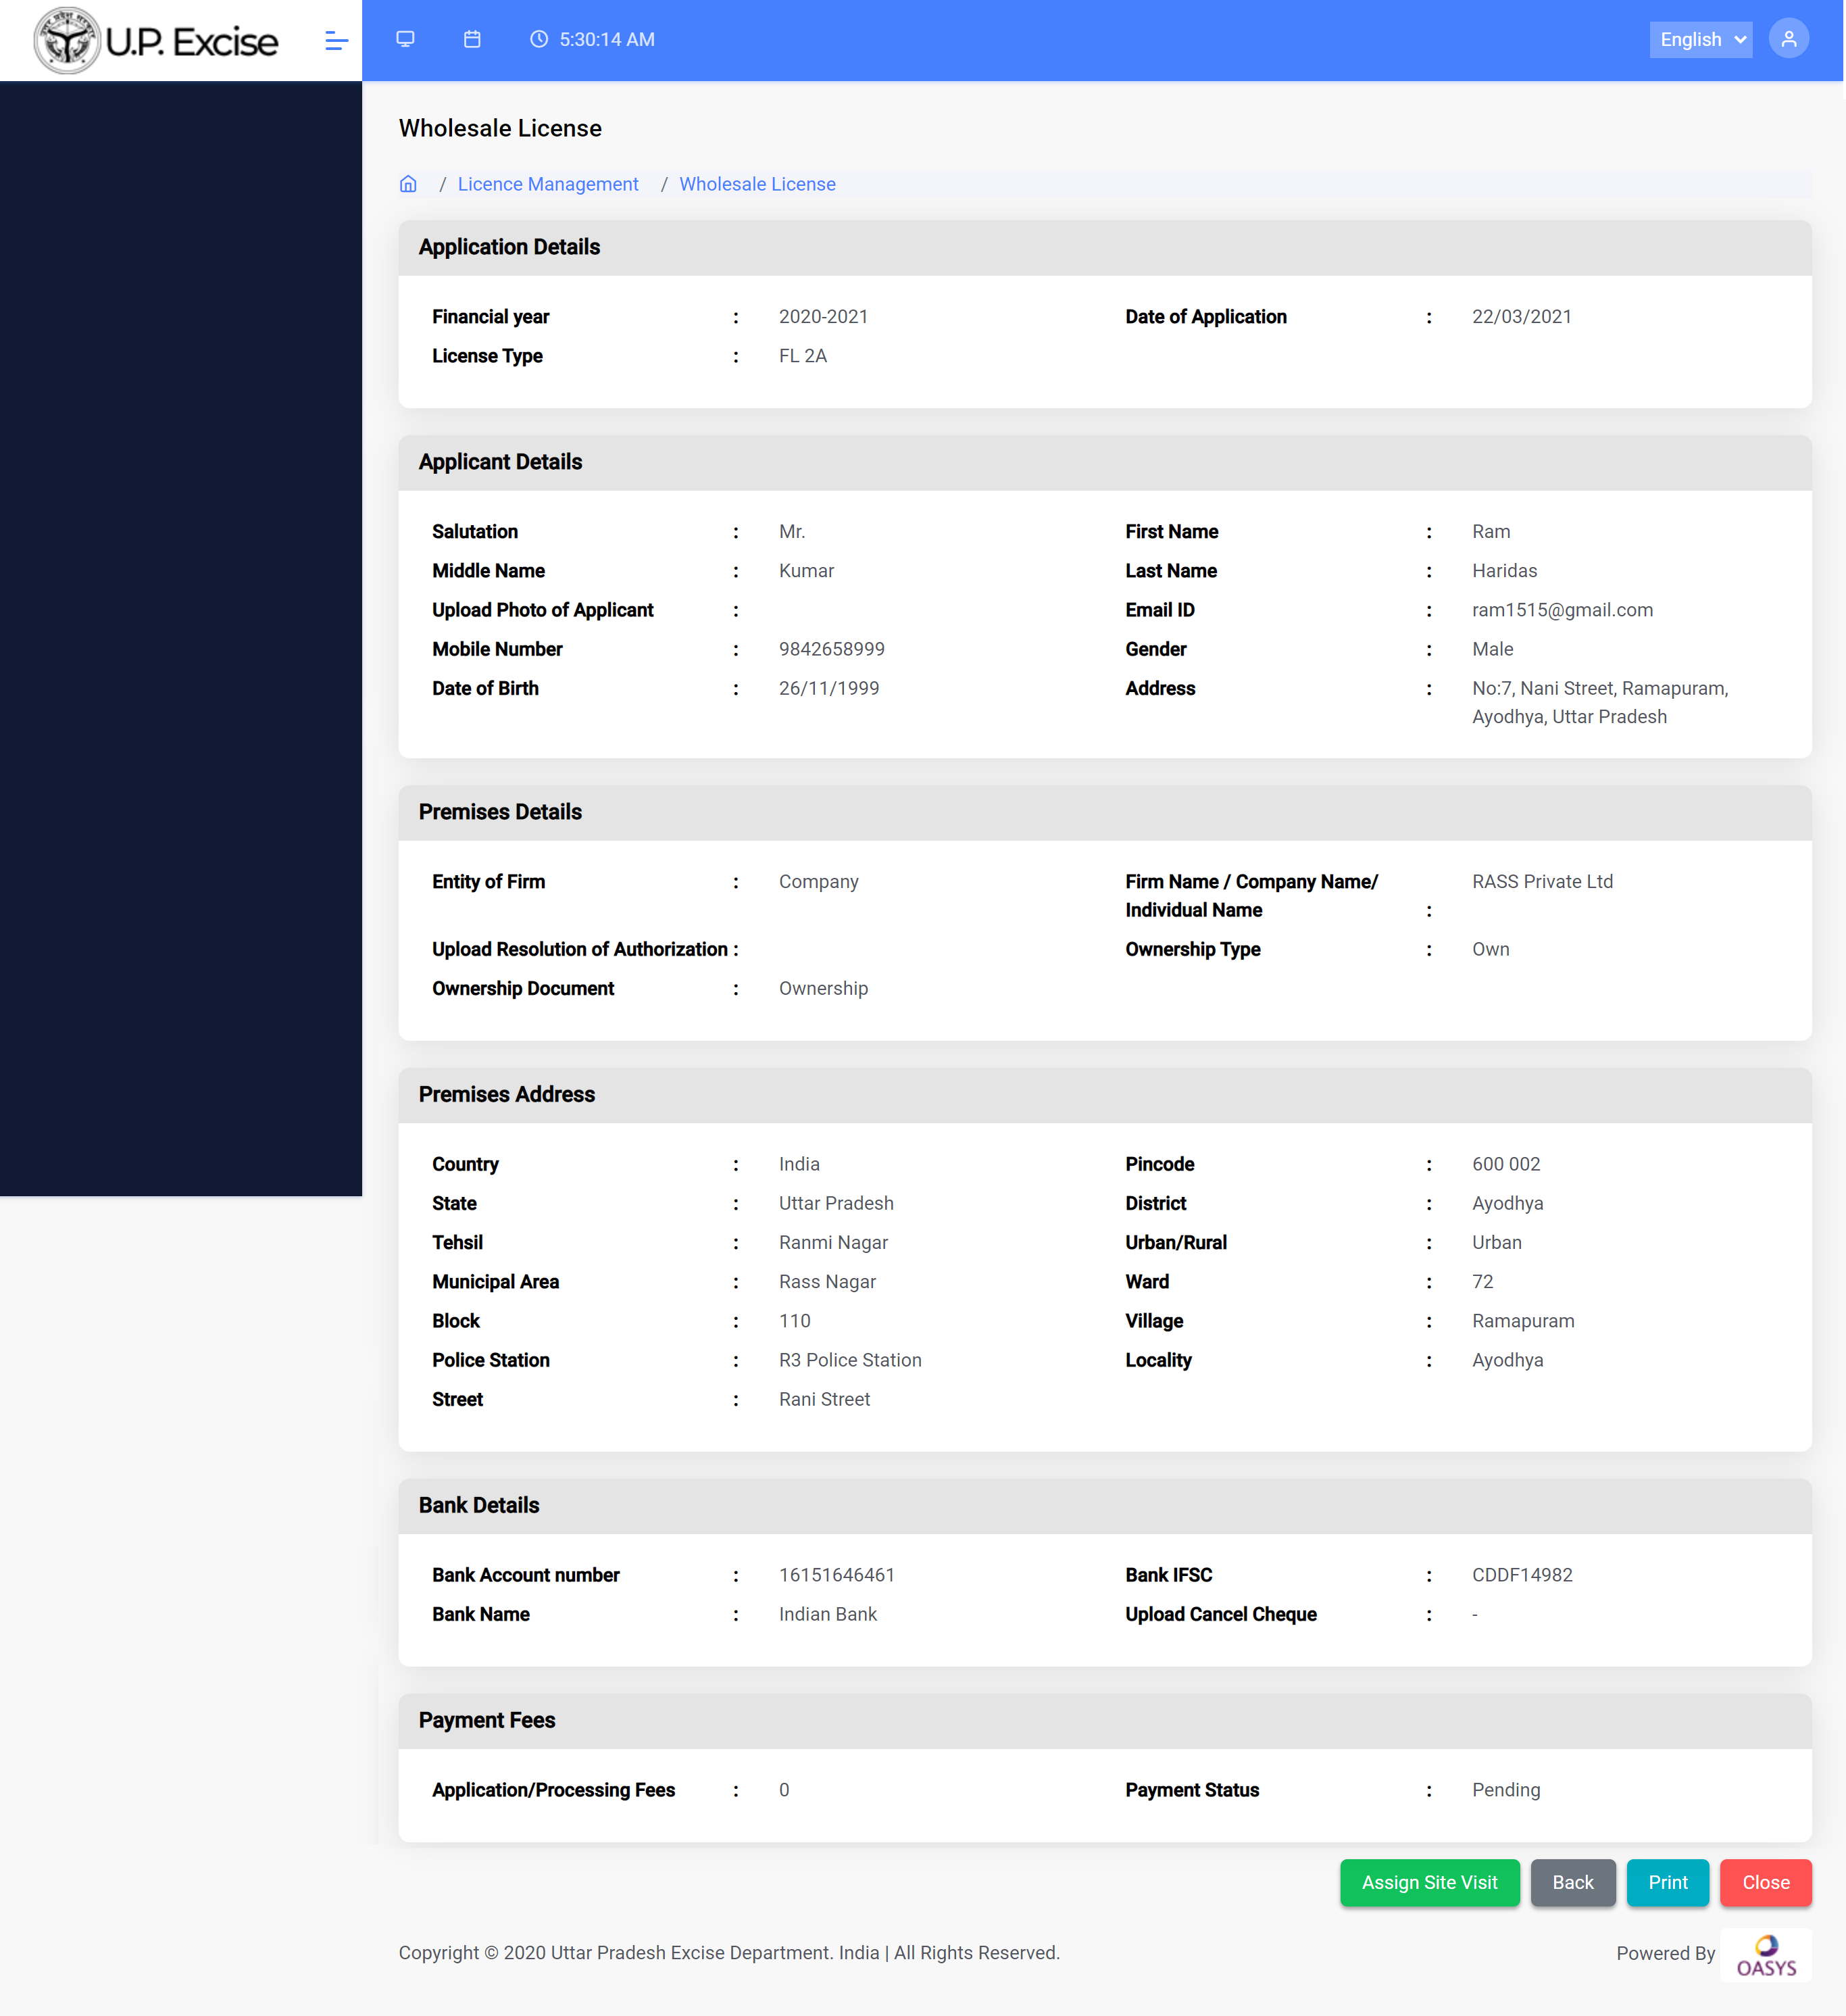 U.P. Excise
5:30:14 AM
English
Wholesale License
/ Licence Management / Wholesale License
Application Details
Financial year : 2020-2021 Date of Application : 22/03/2021
License Type : FL 2A
Applicant Details
Salutation : Mr. First Name : Ram
Middle Name : Kumar Last Name : Haridas
Upload Photo of Applicant : Email ID : ram1515@gmail.com
Mobile Number : 9842658999 Gender : Male
Date of Birth : 26/11/1999 Address : No:7, Nani Street, Ramapuram,
Ayodhya, Uttar Pradesh
Premises Details
Entity of Firm : Company Firm Name / Company Name/ RASS Private Ltd
Individual Name :
Upload Resolution of Authorization : Ownership Type : Own
Ownership Document : Ownership
Premises Address
Country : India Pincode : 600 002
State : Uttar Pradesh District : Ayodhya
Tehsil : Ranmi Nagar Urban/Rural : Urban
Municipal Area : Rass Nagar Ward : 72
Block : 110 Village : Ramapuram
Police Station : R3 Police Station Locality : Ayodhya
Street : Rani Street
Bank Details
Bank Account number : 16151646461 Bank IFSC : CDDF14982
Bank Name : Indian Bank Upload Cancel Cheque : -
Payment Fees
Application/Processing Fees : 0 Payment Status : Pending
Assign Site Visit Back Print Close
Copyright © 2020 Uttar Pradesh Excise Department. India | All Rights Reserved. Powered By OASYS